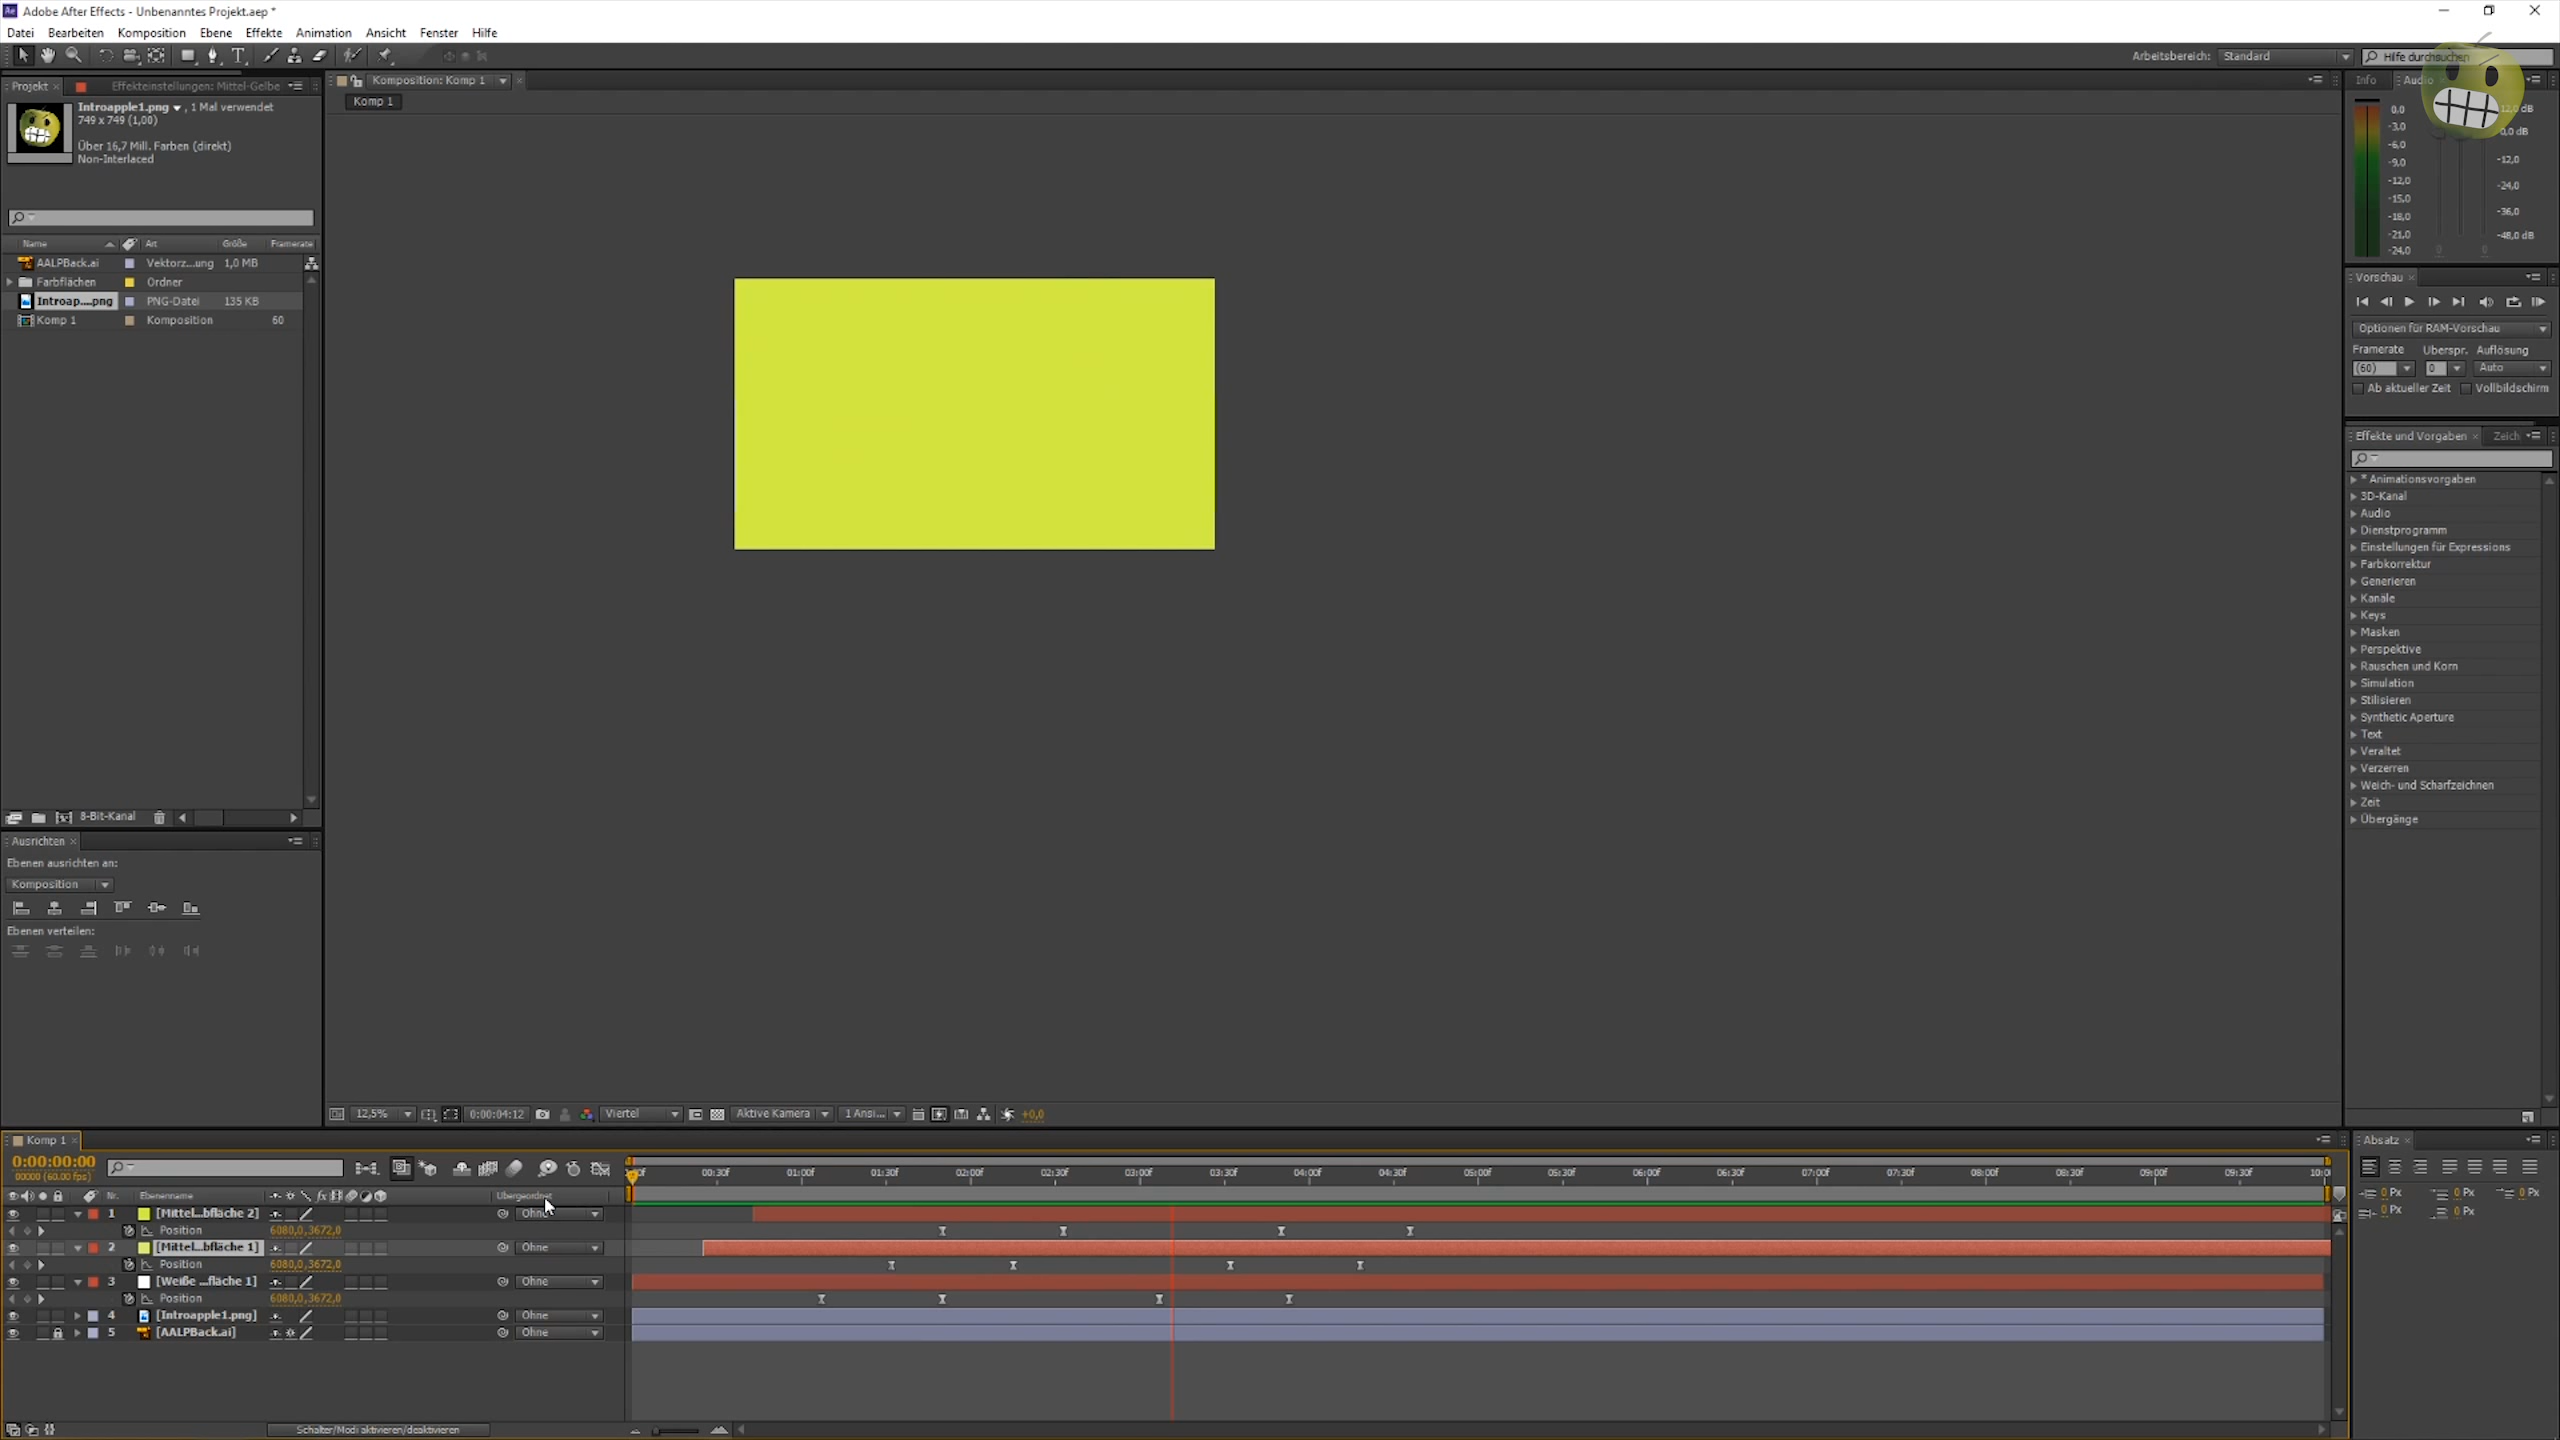 Adobe After Effects - Unbenanntes Projekt.aep *
Datei Bearbeiten Komposition Ebene Effekte Animation Ansicht Fenster Hilfe
Arbeitsbereich: Standard Hilfe durchsuchen
Projekt Effekteinstellungen: Mittel-Gelbe
Komposition: Komp 1
Komp 1
Introapple1.png , 1 Mal verwendet
749 x 749 (1,00)
Über 16,7 Mill. Farben (direkt)
Non-Interlaced
Name Art Größe Framerate
AALPBack.ai Vektorz...ung 1,0 MB
Farbflächen Ordner
Introap....png PNG-Datei 135 KB
Komp 1 Komposition 60
8-Bit-Kanal
Ausrichten
Ebenen ausrichten an:
Komposition
Ebenen verteilen:
12,5% 0:00:04:12 Viertel Aktive Kamera 1 Ansi... +0,0
Info Audio
0,0
-3,0
-6,0
-9,0
-12,0
-15,0
-18,0
-21,0
-24,0
12,0 dB
0,0 dB
-12,0
-24,0
-36,0
-48,0 dB
0 0
Vorschau
Optionen für RAM-Vorschau
Framerate Überspr. Auflösung
(60) 0 Auto
Ab aktueller Zeit Vollbildschirm
Effekte und Vorgaben Zeich
* Animationsvorgaben
3D-Kanal
Audio
Dienstprogramm
Einstellungen für Expressions
Farbkorrektur
Generieren
Kanäle
Keys
Masken
Perspektive
Rauschen und Korn
Simulation
Stilisieren
Synthetic Aperture
Text
Veraltet
Verzerren
Weich- und Scharfzeichnen
Zeit
Übergänge
Komp 1
0:00:00:00
00000 (60.00 fps)
00:30f 01:00f 01:30f 02:00f 02:30f 03:00f 03:30f 04:00f 04:30f 05:00f 05:30f 06:00f 06:30f 07:00f 07:30f 08:00f 08:30f 09:00f 09:30f 10:0
Nr. Ebenenname fx Übergeordnet
1 [Mittel...bfläche 2] Ohne
Position 6080,0,3672,0
2 [Mittel...bfläche 1] Ohne
Position 6080,0,3672,0
3 [Weiße ...fläche 1] Ohne
Position 6080,0,3672,0
4 [Introapple1.png] Ohne
5 [AALPBack.ai] Ohne
Schalter/Modi aktivieren/deaktivieren
Absatz
0 Px 0 Px 0 Px
0 Px 0 Px